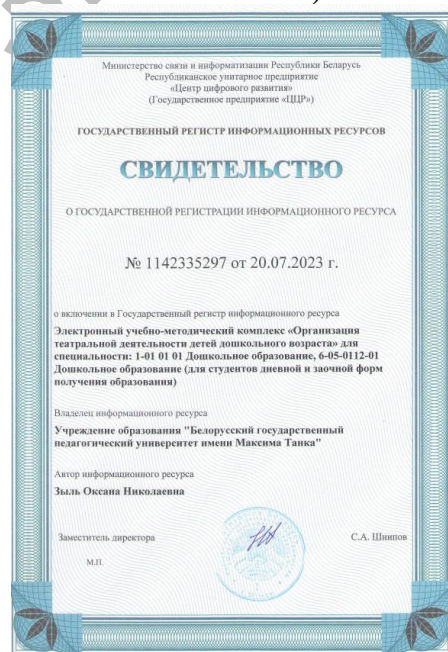 Министерство связи и информатизации Республики Беларусь
Республиканское унитарное предприятие
«Центр цифрового развития»
(Государственное предприятие «ЦЦР»)
ГОСУДАРСТВЕННЫЙ РЕГИСТР ИНФОРМАЦИОННЫХ РЕСУРСОВ
СВИДЕТЕЛЬСТВО
О ГОСУДАРСТВЕННОЙ РЕГИСТРАЦИИ ИНФОРМАЦИОННОГО РЕСУРСА
№ 1142335297 от 20.07.2023 г.
о включении в Государственный регистр информационного ресурса
Электронный учебно-методический комплекс «Организация
театральной деятельности детей дошкольного возраста» для
специальности: 1-01 01 01 Дошкольное образование, 6-05-0112-01
Дошкольное образование (для студентов дневной и заочной форм
получения образования)
Владелец информационного ресурса
Учреждение образования "Белорусский государственный
педагогический университет имени Максима Танка"
Автор информационного ресурса
Зыль Оксана Николаевна
Заместитель директора
С.А. Шнипов
М.П.